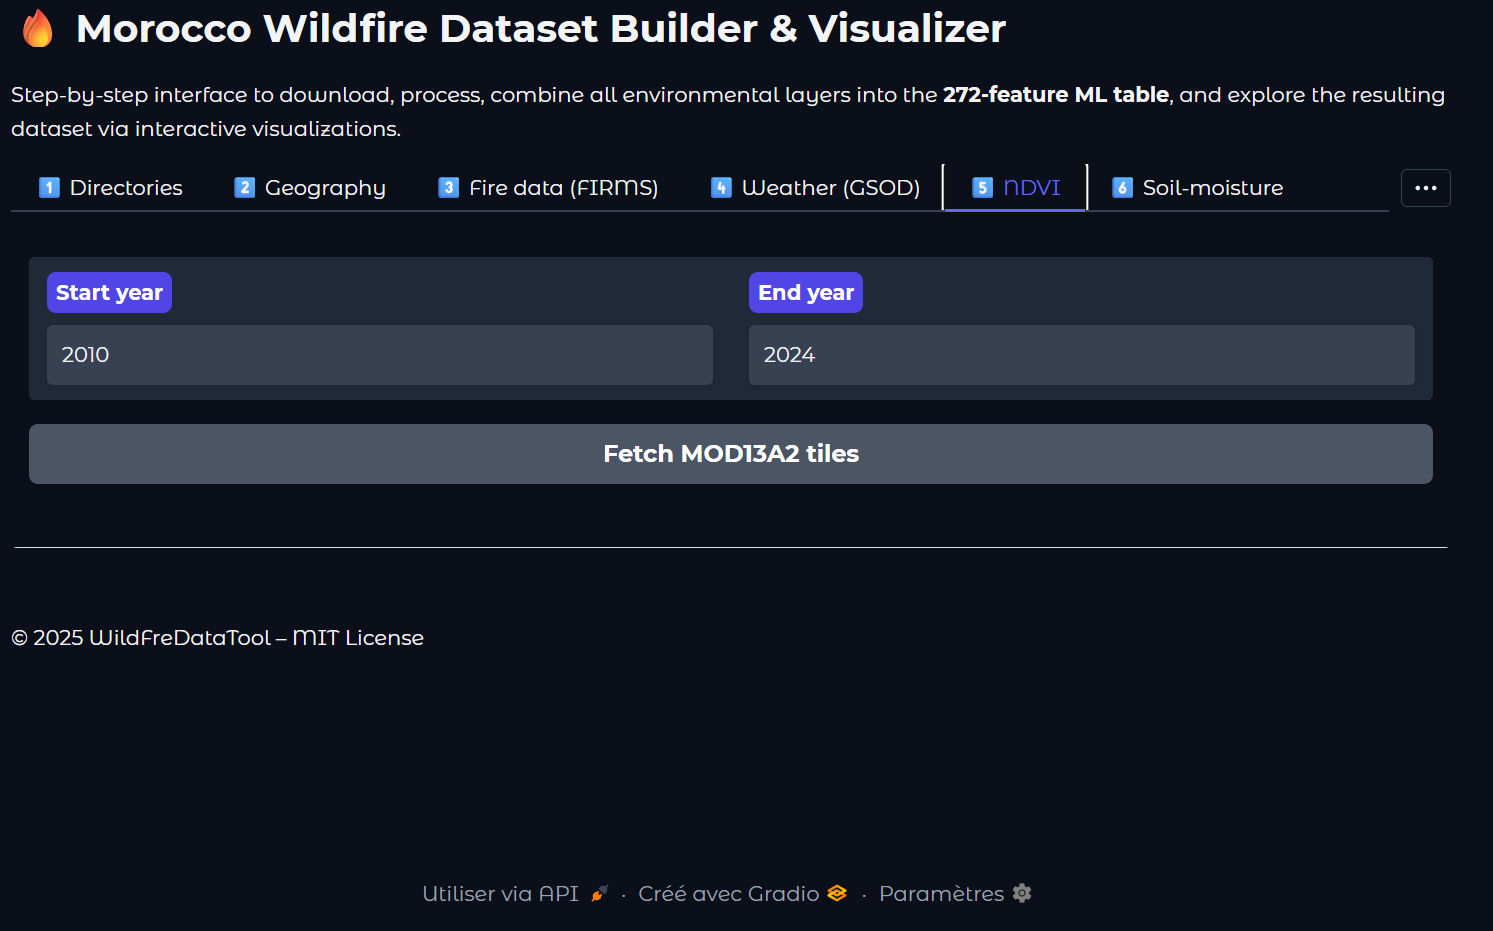 🔥 Morocco Wildfire Dataset Builder & Visualizer
Step-by-step interface to download, process, combine all environmental layers into the 272-feature ML table, and explore the resulting
dataset via interactive visualizations.
1 Directories 2 Geography 3 Fire data (FIRMS) 4 Weather (GSOD) 5 NDVI 6 Soil-moisture ...
Start year End year
2010 2024
Fetch MOD13A2 tiles
© 2025 WildFreDataTool – MIT License
Utiliser via API · Créé avec Gradio · Paramètres